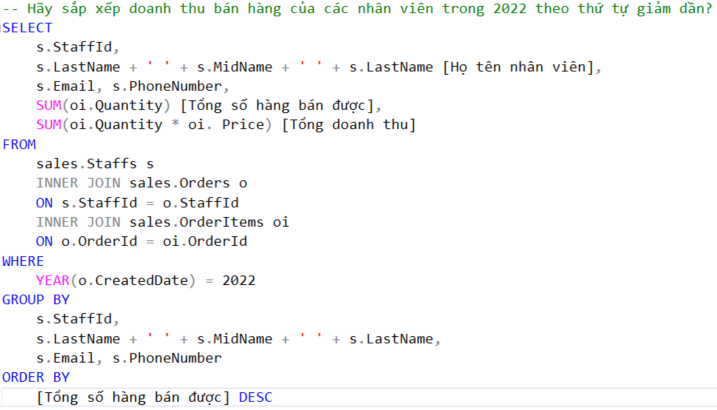 -- Hãy sắp xếp doanh thu bán hàng của các nhân viên trong 2022 theo thứ tự giảm dần?
SELECT
s.StaffId,
s.LastName + ' ' + s.MidName + ' ' + s.LastName [Họ tên nhân viên],
s.Email, s.PhoneNumber,
SUM(oi.Quantity) [Tổng số hàng bán được],
SUM(oi.Quantity * oi. Price) [Tổng doanh thu]
FROM
sales.Staffs s
INNER JOIN sales.Orders o
ON s.StaffId = o.StaffId
INNER JOIN sales.OrderItems oi
ON o.OrderId = oi.OrderId
WHERE
YEAR(o.CreatedDate) = 2022
GROUP BY
s.StaffId,
s.LastName + ' ' + s.MidName + ' ' + s.LastName,
s.Email, s.PhoneNumber
ORDER BY
[Tổng số hàng bán được] DESC